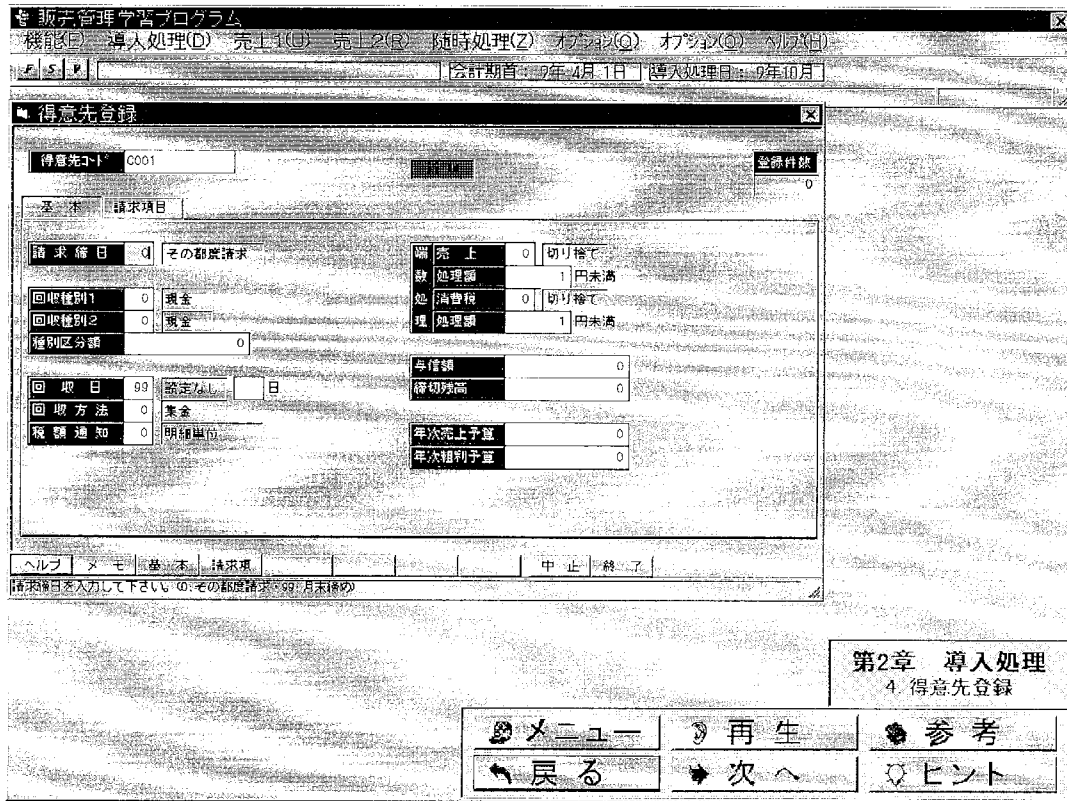 販売管理学習プログラム
機能(F) 導入処理(D) 売上1(U) 売上2(R) 随時処理(Z) オプション(Q) オプション(O) ヘルプ(H)
F S P 会計期首: 9年 4月 1日 導入処理日: 9年10月
得意先登録
得意先コード C001
登録件数
0
基 本 請求項目
請求締日 0 その都度請求
回収種別1 0 現金
回収種別2 0 現金
種別区分額 0
回収日 99 設定なし 日
回収方法 0 集金
税額通知 0 明細単位
端数処理
売上 0 切り捨て
処理額 1 円未満
消費税 0 切り捨て
処理額 1 円未満
与信額 0
締切残高 0
年次売上予算 0
年次粗利予算 0
ヘルプ メ モ 基 本 請求項 中 止 終 了
請求締日を入力して下さい。(0:その都度請求・99:月末締め)
第2章 導入処理
4. 得意先登録
メニュー 再 生 参 考
戻 る 次 へ ヒント